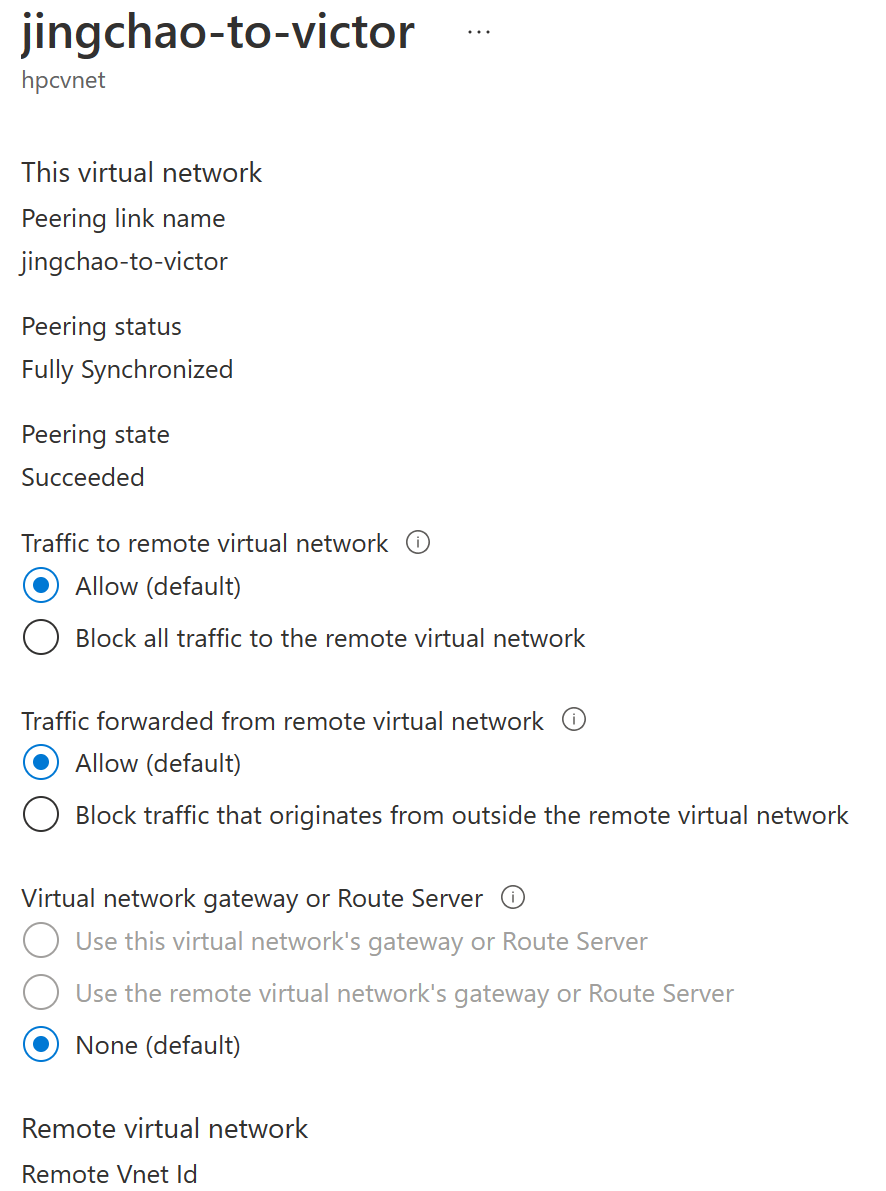 jingchao-to-victor ...
hpcvnet
This virtual network
Peering link name
jingchao-to-victor
Peering status
Fully Synchronized
Peering state
Succeeded
Traffic to remote virtual network
Allow (default)
Block all traffic to the remote virtual network
Traffic forwarded from remote virtual network
Allow (default)
Block traffic that originates from outside the remote virtual network
Virtual network gateway or Route Server
Use this virtual network's gateway or Route Server
Use the remote virtual network's gateway or Route Server
None (default)
Remote virtual network
Remote Vnet Id